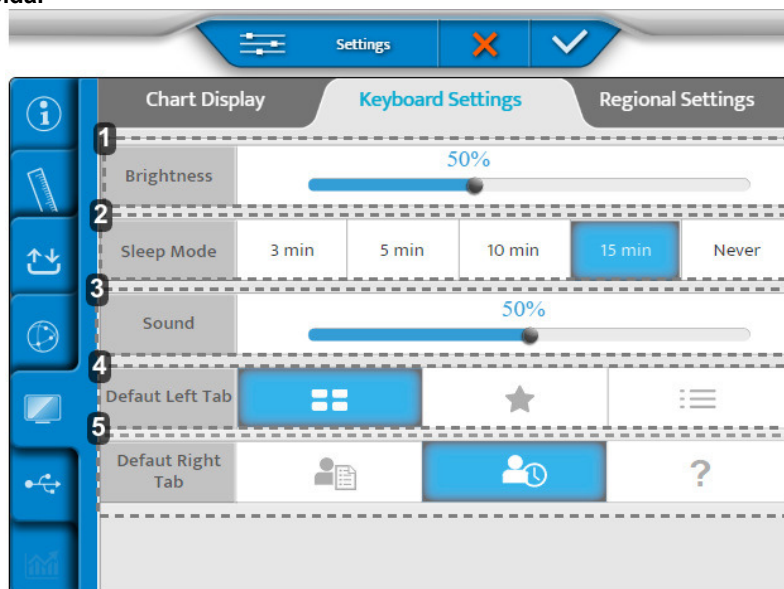 Settings
Chart Display Keyboard Settings Regional Settings
1
50%
Brightness
2
Sleep Mode 3 min 5 min 10 min 15 min Never
3
50%
Sound
4
Defaut Left Tab
5
Defaut Right
Tab
?